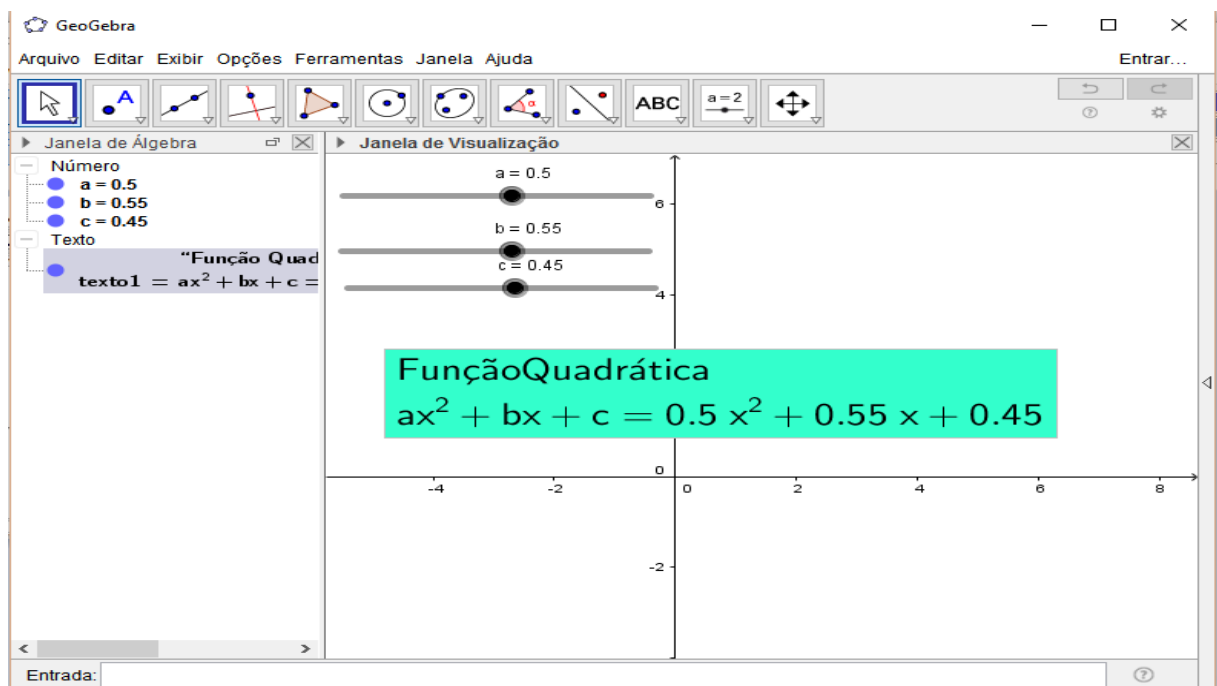 GeoGebra
Arquivo Editar Exibir Opções Ferramentas Janela Ajuda Entrar...
A α ABC a=2
Janela de Álgebra
Número
a = 0.5
b = 0.55
c = 0.45
Texto
“Função Quad
texto1 = ax² + bx + c =
Janela de Visualização
a = 0.5
b = 0.55
c = 0.45
FunçãoQuadrática
ax² + bx + c = 0.5 x² + 0.55 x + 0.45
6
4
0
-4 -2 0 2 4 6 8
-2
Entrada: